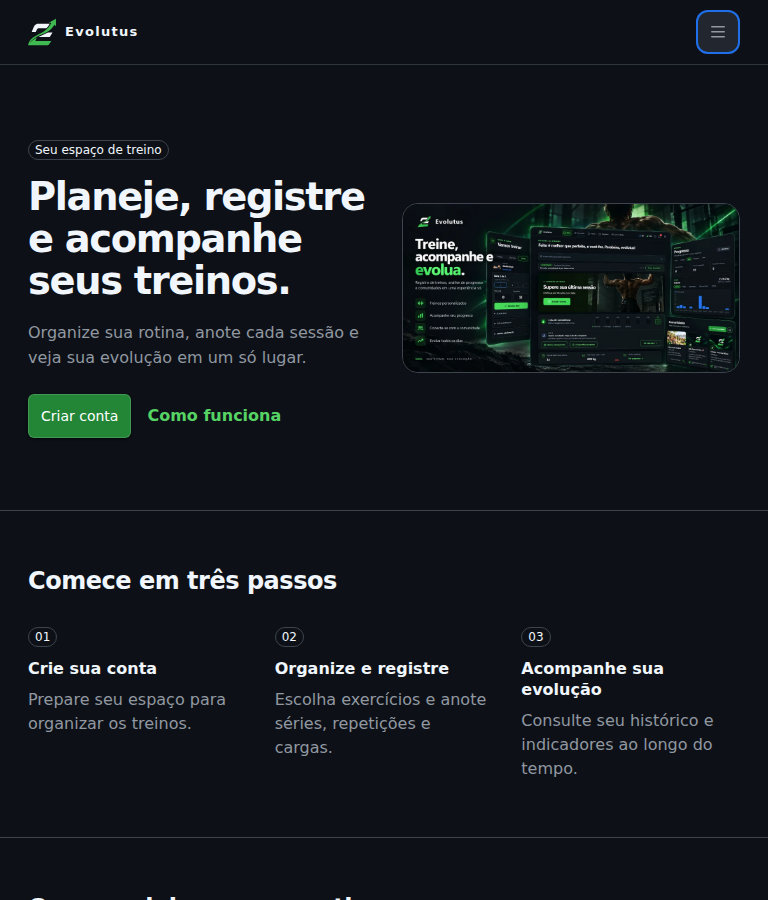 Evolutus
Seu espaço de treino
Planeje, registre
e acompanhe
seus treinos.
Organize sua rotina, anote cada sessão e
veja sua evolução em um só lugar.
Criar conta
Como funciona
Evolutus
Treine,
acompanhe e
evolua.
Supere sua última sessão
Comece em três passos
01
Crie sua conta
Prepare seu espaço para
organizar os treinos.
02
Organize e registre
Escolha exercícios e anote
séries, repetições e
cargas.
03
Acompanhe sua
evolução
Consulte seu histórico e
indicadores ao longo do
tempo.